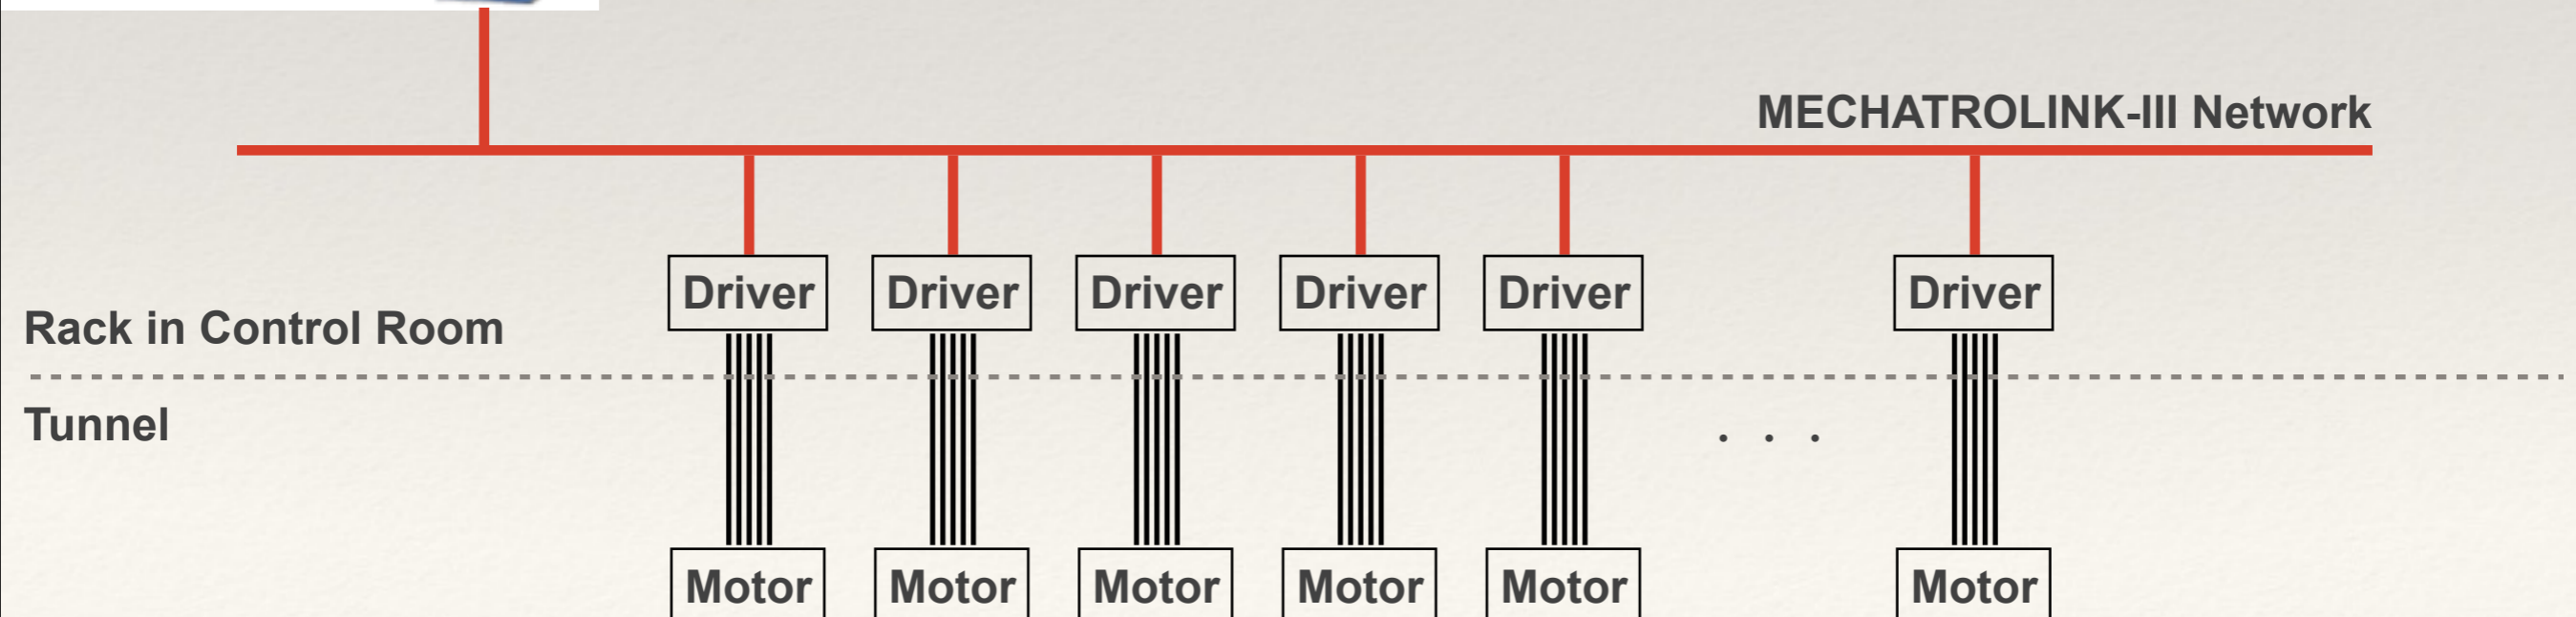 MECHATROLINK-III Network
Driver Driver Driver Driver Driver Driver
Rack in Control Room
Tunnel
. . .
Motor Motor Motor Motor Motor Motor